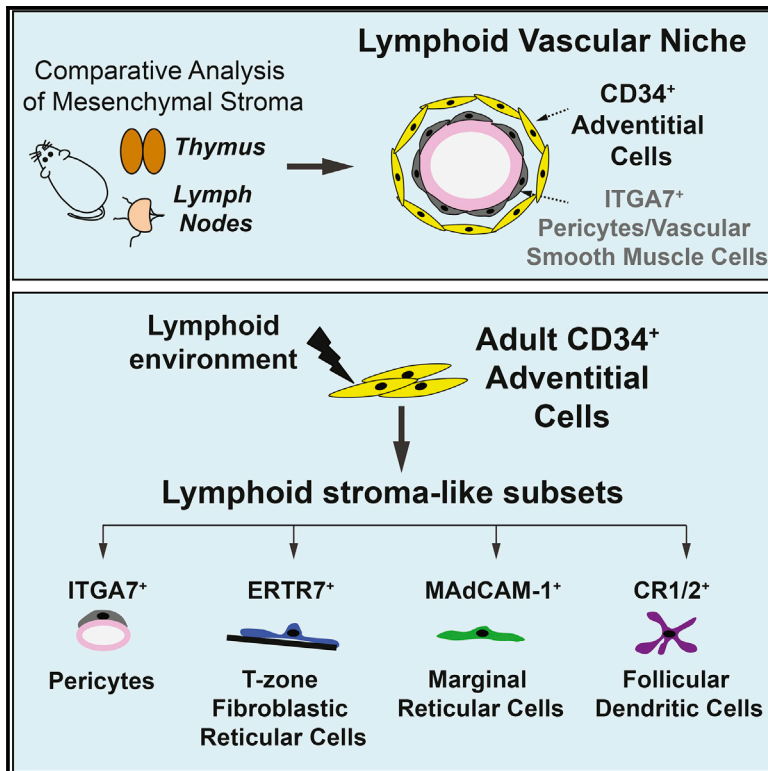 Comparative Analysis
of Mesenchymal Stroma
Thymus
Lymph
Nodes
Lymphoid Vascular Niche
CD34⁺
Adventitial
Cells
ITGA7⁺
Pericytes/Vascular
Smooth Muscle Cells
Lymphoid
environment
Adult CD34⁺
Adventitial
Cells
Lymphoid stroma-like subsets
ITGA7⁺
Pericytes
ERTR7⁺
T-zone
Fibroblastic
Reticular Cells
MAdCAM-1⁺
Marginal
Reticular Cells
CR1/2⁺
Follicular
Dendritic Cells